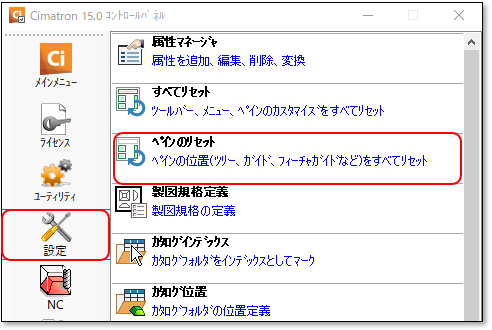 Cimatron 15.0 ｺﾝﾄﾛｰﾙﾊﾟﾈﾙ
Ci
ﾒｲﾝﾒﾆｭｰ
ﾗｲｾﾝｽ
ﾕｰﾃｨﾘﾃｨ
設定
NC
属性ﾏﾈｰｼﾞｬ
属性を追加、編集、削除、変換
すべてﾘｾｯﾄ
ﾂｰﾙﾊﾞｰ、ﾒﾆｭｰ、ﾍﾟｲﾝのｶｽﾀﾏｲｽﾞをすべてﾘｾｯﾄ
ﾍﾟｲﾝのﾘｾｯﾄ
ﾍﾟｲﾝの位置(ﾂﾘｰ、ｶﾞｲﾄﾞ、ﾌｨｰﾁｬｶﾞｲﾄﾞなど)をすべてﾘｾｯﾄ
製図規格定義
製図規格の定義
ｶﾀﾛｸﾞｲﾝﾃﾞｯｸｽ
ｶﾀﾛｸﾞﾌｫﾙﾀﾞをｲﾝﾃﾞｯｸｽとしてﾏｰｸ
ｶﾀﾛｸﾞ位置
ｶﾀﾛｸﾞﾌｫﾙﾀﾞの位置定義